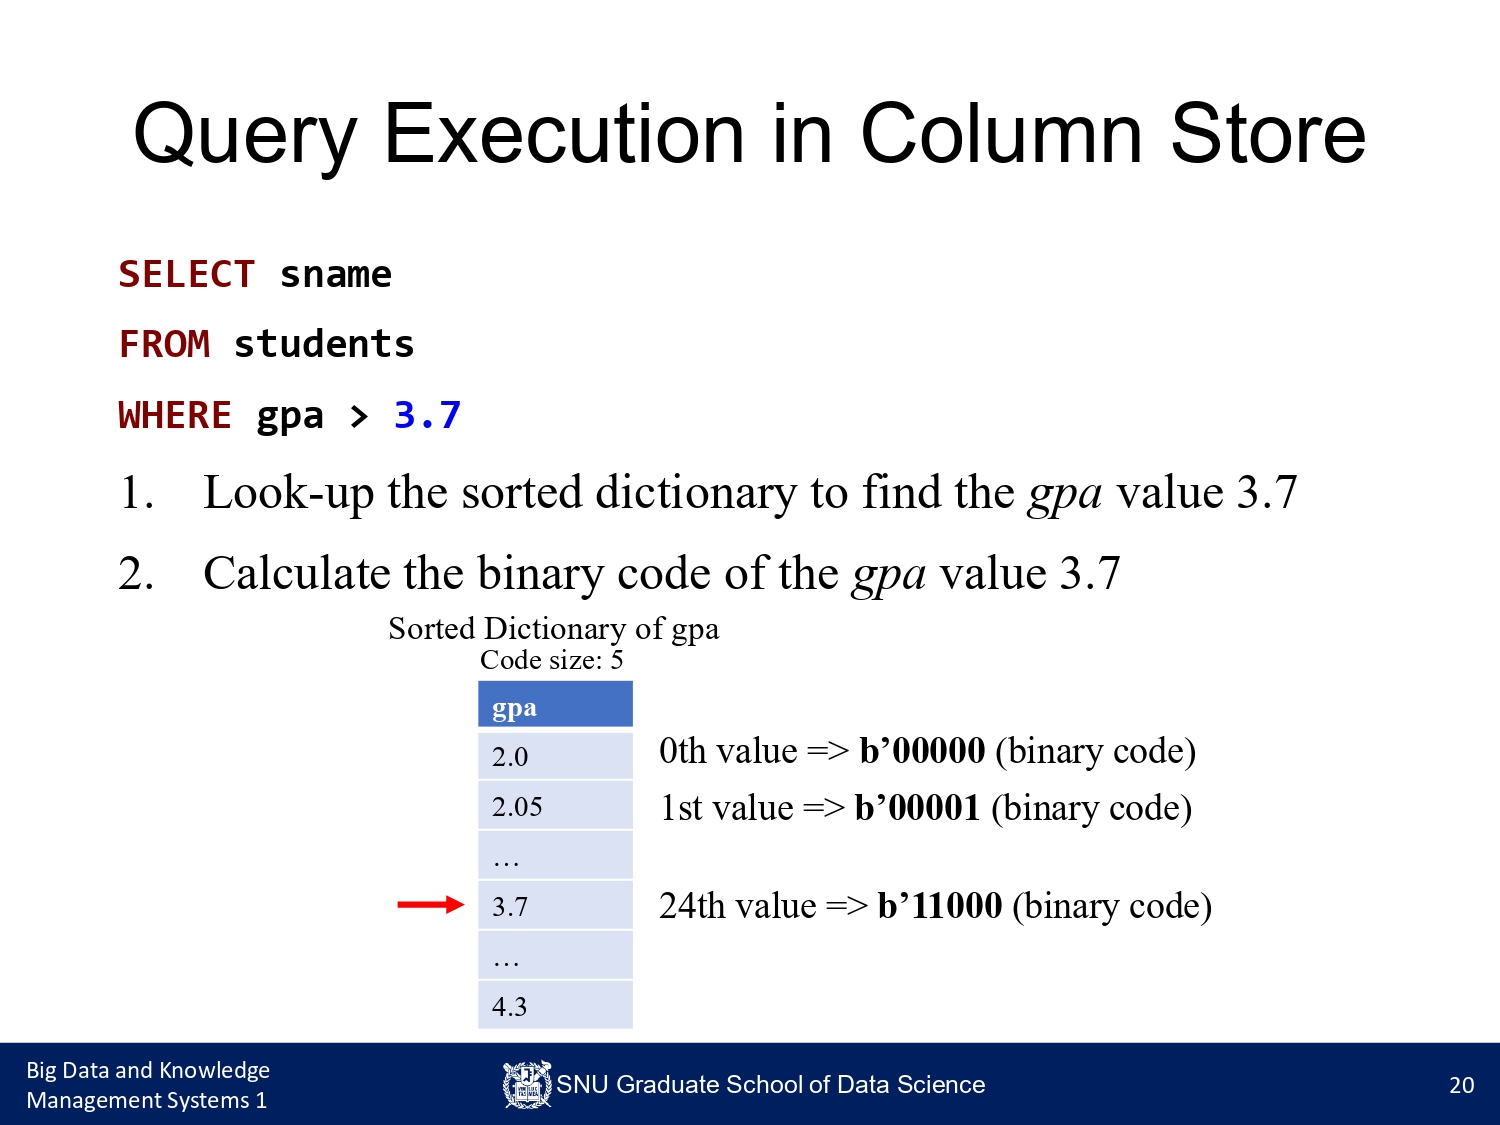 Query Execution in Column Store
SELECT sname
FROM students
WHERE gpa > 3.7
1. Look-up the sorted dictionary to find the gpa value 3.7
2. Calculate the binary code of the gpa value 3.7
Sorted Dictionary of gpa
Code size: 5
gpa
2.0
0th value => b’00000 (binary code)
2.05
1st value => b’00001 (binary code)
…
3.7
24th value => b’11000 (binary code)
…
4.3
Big Data and Knowledge
Management Systems 1
SNU Graduate School of Data Science
20